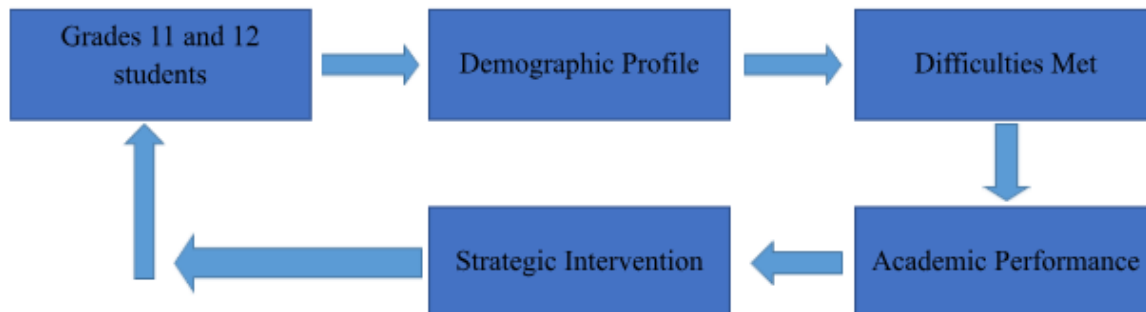 Grades 11 and 12
students
Demographic Profile
Difficulties Met
Strategic Intervention
Academic Performance